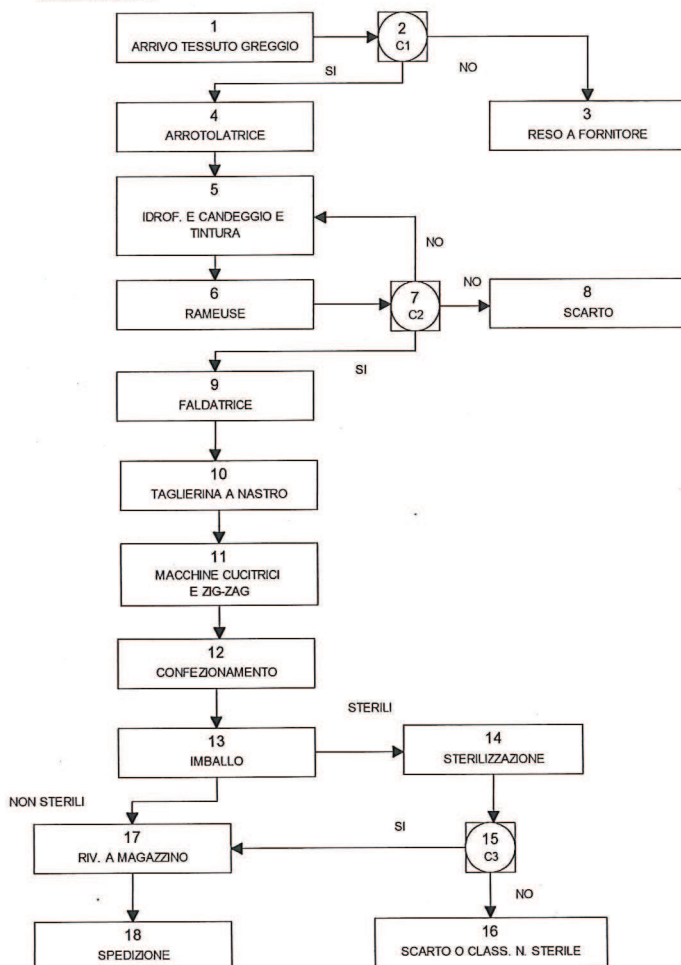 1
ARRIVO TESSUTO GREGGIO
2
C1
SI
NO
3
RESO A FORNITORE
4
ARROTOLATRICE
5
IDROF. E CANDEGGIO E
TINTURA
NO
6
RAMEUSE
7
C2
NO
8
SCARTO
SI
9
FALDATRICE
10
TAGLIERINA A NASTRO
11
MACCHINE CUCITRICI
E ZIG-ZAG
12
CONFEZIONAMENTO
STERILI
13
IMBALLO
14
STERILIZZAZIONE
NON STERILI
17
RIV. A MAGAZZINO
SI
15
C3
NO
18
SPEDIZIONE
16
SCARTO O CLASS. N. STERILE